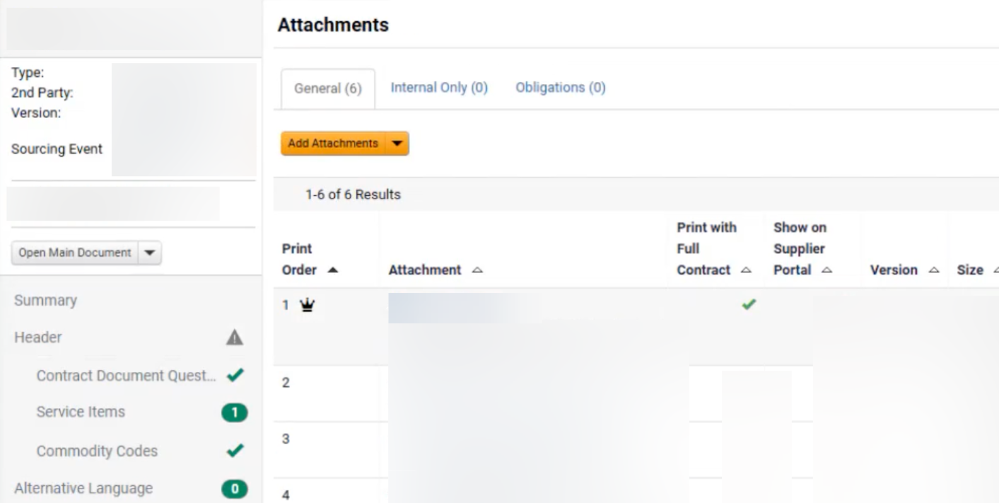 Type:
2nd Party:
Version:
Sourcing Event
Open Main Document
Summary
Header
Contract Document Quest...
Service Items 1
Commodity Codes
Alternative Language 0
Attachments
General (6) Internal Only (0) Obligations (0)
Add Attachments
1-6 of 6 Results
Print Order Attachment Print with Full Contract Show on Supplier Portal Version Size
1
2
3
4